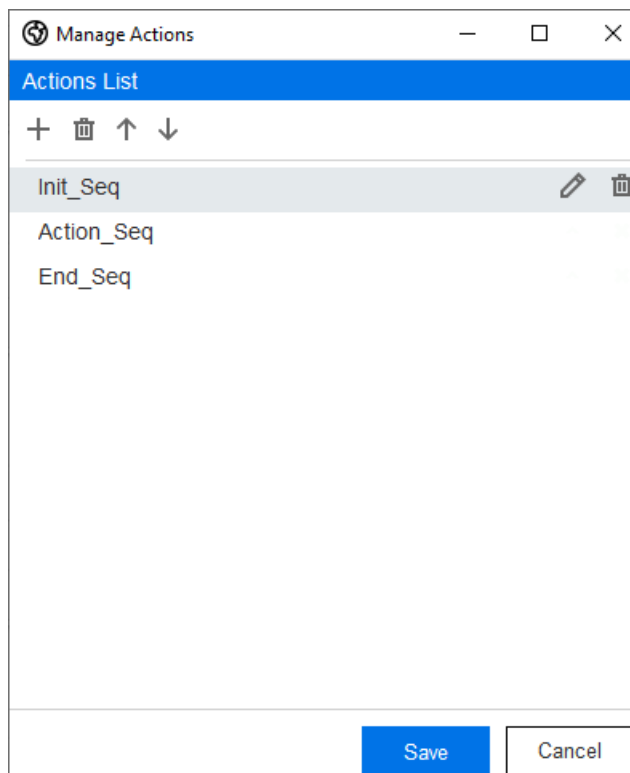 Manage Actions
Actions List
Init_Seq
Action_Seq
End_Seq
Save Cancel